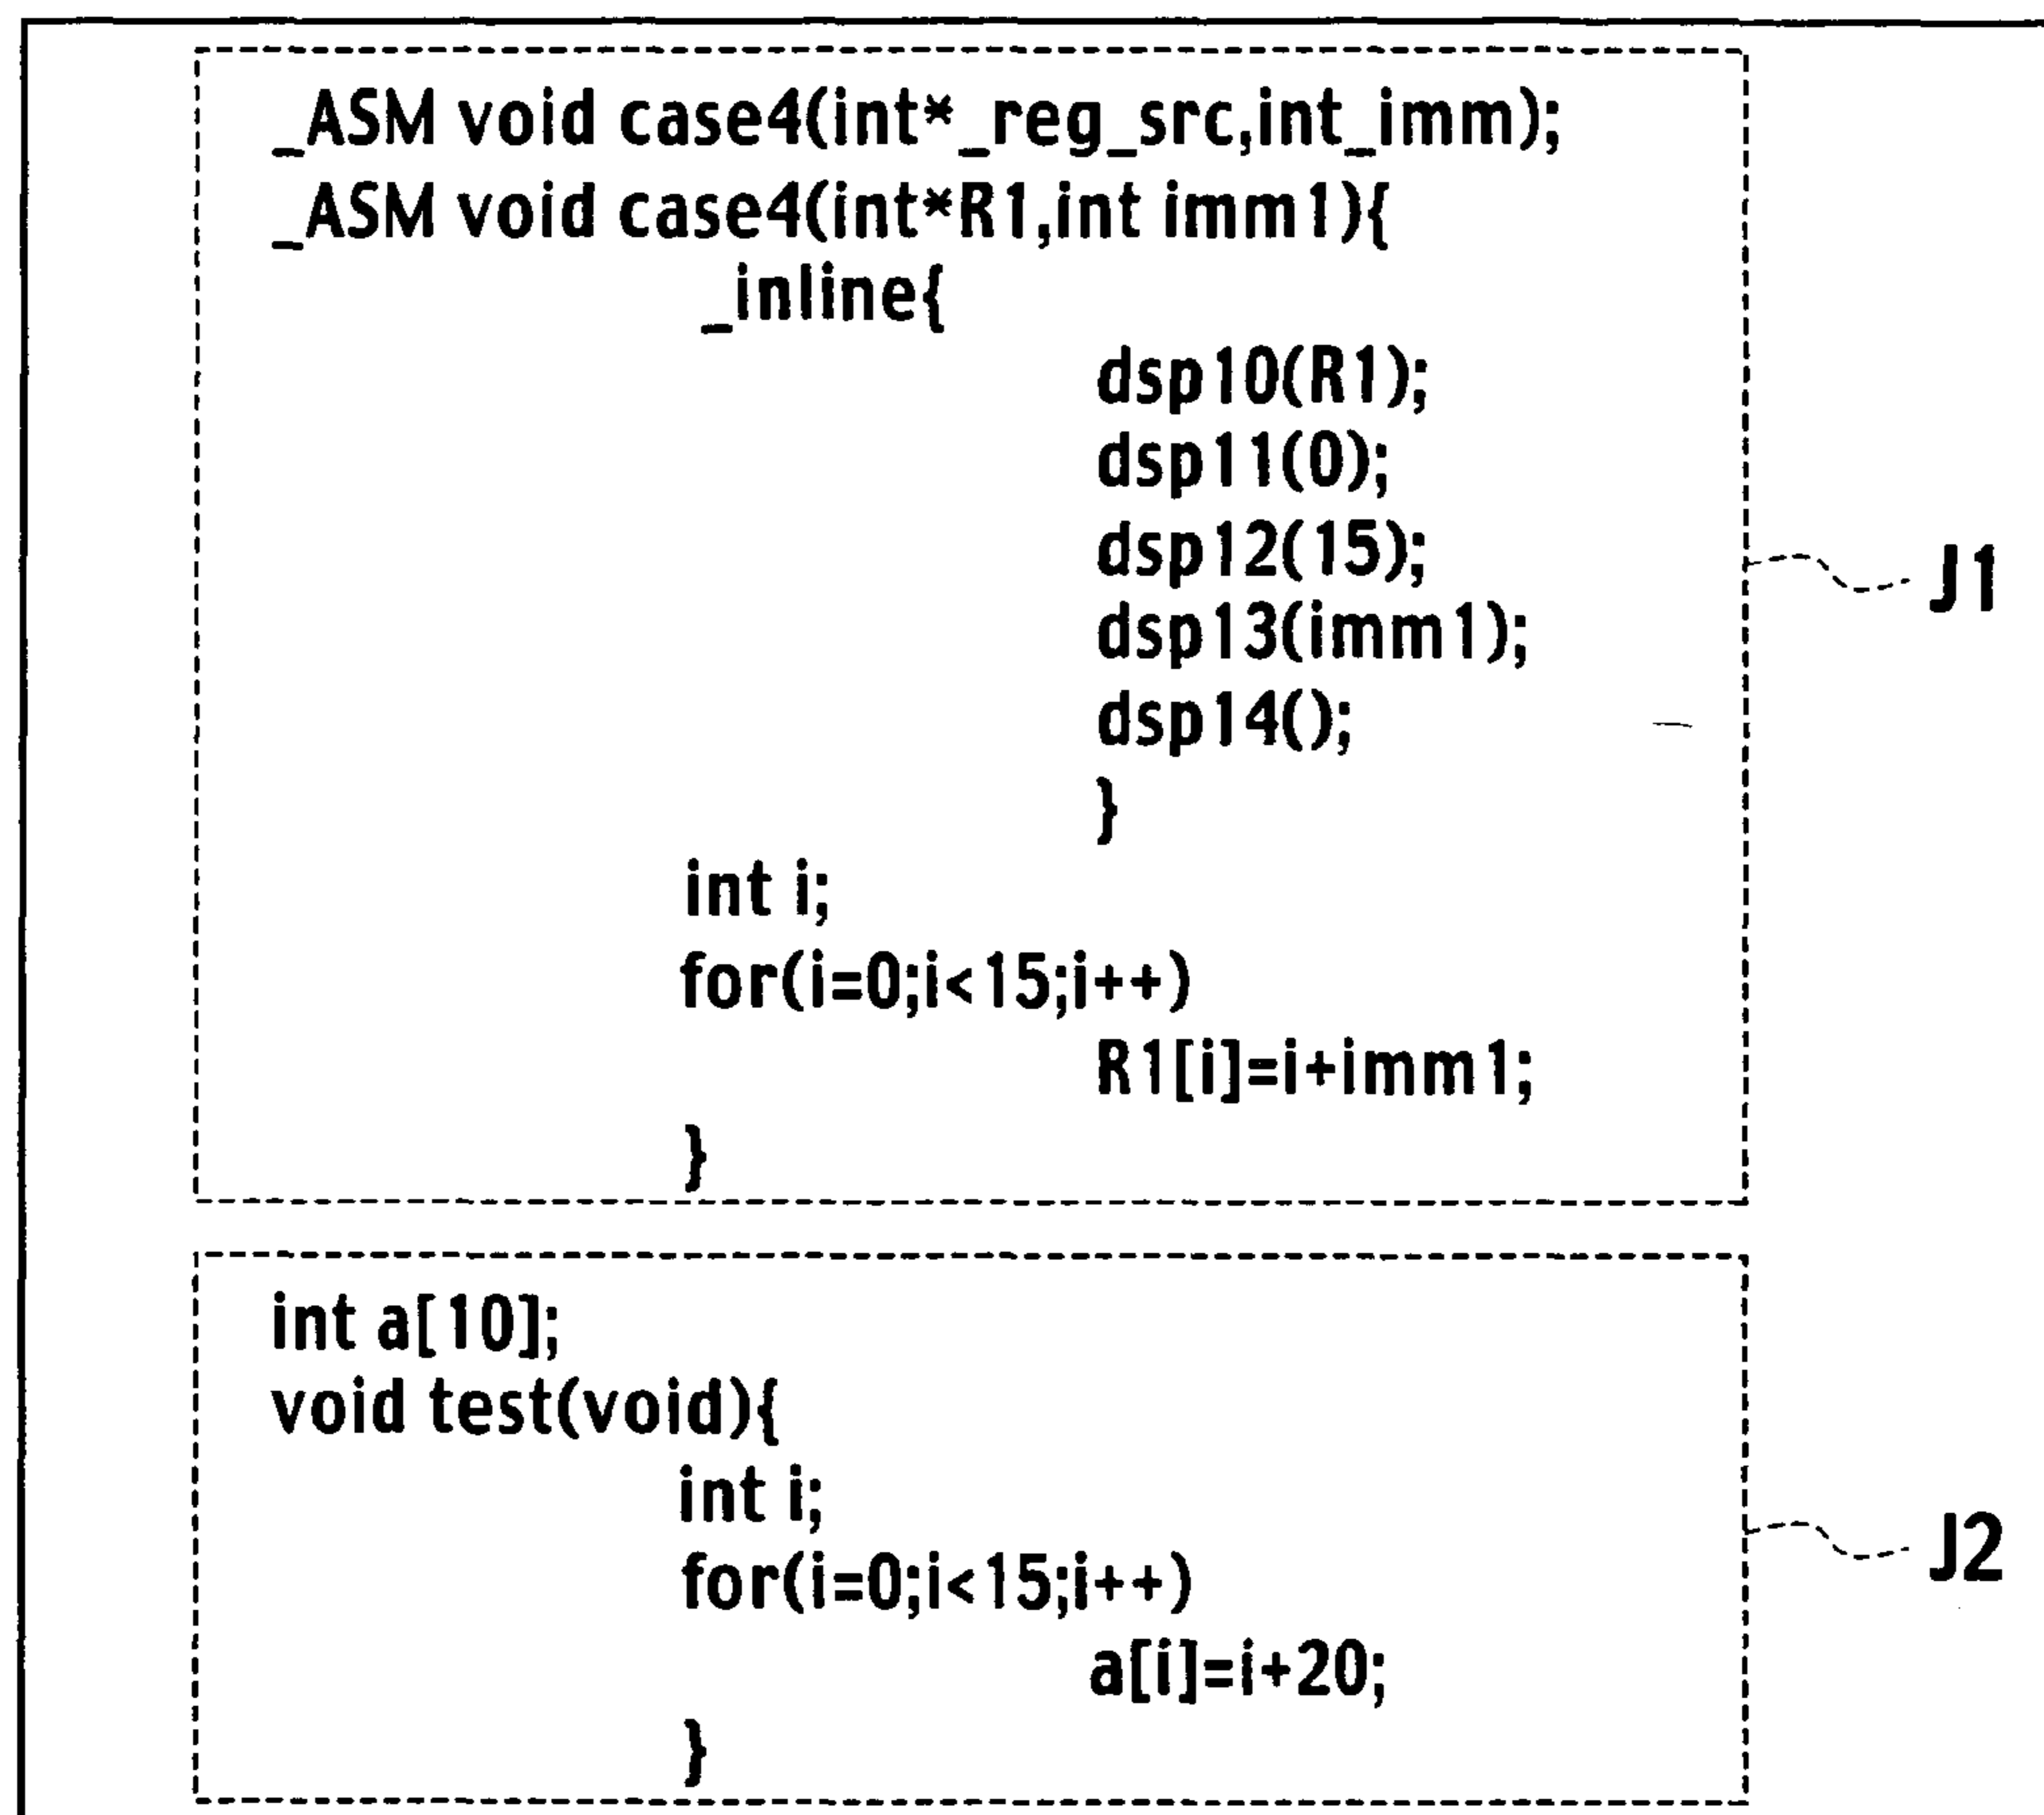 _ASM void case4(int*_reg_src,int_imm);
_ASM void case4(int*R1,int imm1){
_inline{
dsp10(R1);
dsp11(0);
dsp12(15);
dsp13(imm1);
dsp14();
}
int i;
for(i=0;i<15;i++)
R1[i]=i+imm1;
}
J1
int a[10];
void test(void){
int i;
for(i=0;i<15;i++)
a[i]=i+20;
}
J2